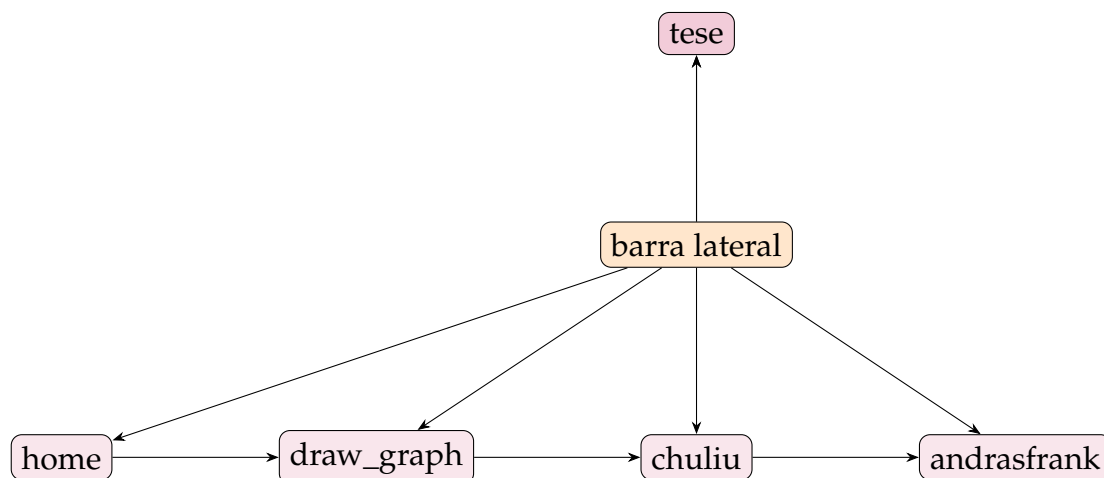 tese
barra lateral
home
draw_graph
chuliu
andrasfrank